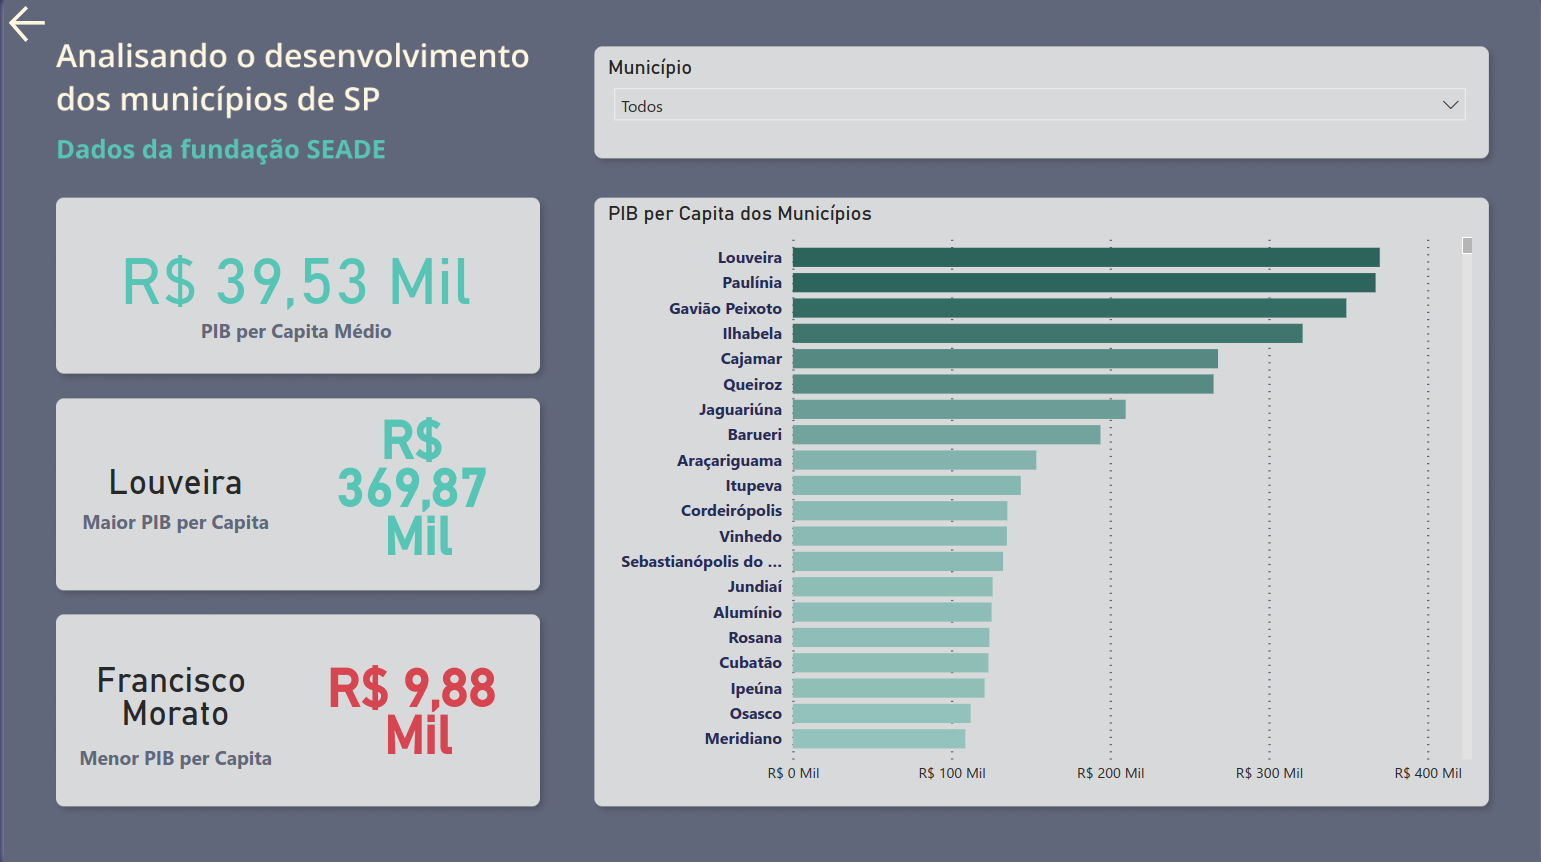 Analisando o desenvolvimento
dos municípios de SP
Dados da fundação SEADE
Município
Todos
R$ 39,53 Mil
PIB per Capita Médio
Louveira
Maior PIB per Capita
R$
369,87
Mil
Francisco
Morato
Menor PIB per Capita
R$ 9,88
Mil
PIB per Capita dos Municípios
Louveira
Paulínia
Gavião Peixoto
Ilhabela
Cajamar
Queiroz
Jaguariúna
Barueri
Araçariguama
Itupeva
Cordeirópolis
Vinhedo
Sebastianópolis do ...
Jundiaí
Alumínio
Rosana
Cubatão
Ipeúna
Osasco
Meridiano
R$ 0 Mil
R$ 100 Mil
R$ 200 Mil
R$ 300 Mil
R$ 400 Mil